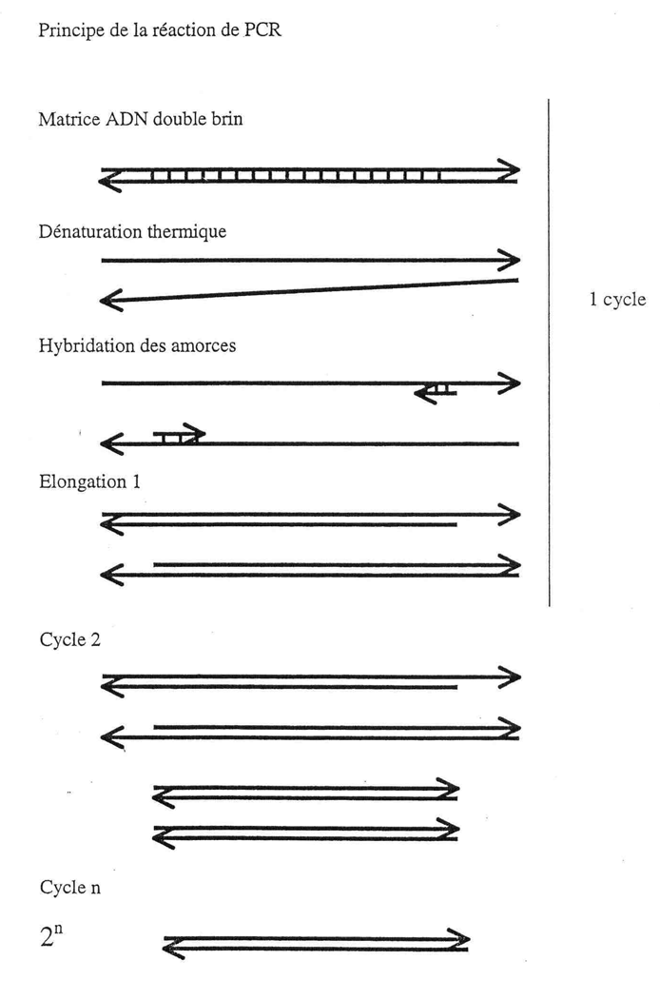 Principe de la réaction de PCR
Matrice ADN double brin
Dénaturation thermique
1 cycle
Hybridation des amorces
Elongation 1
Cycle 2
Cycle n
2ⁿ